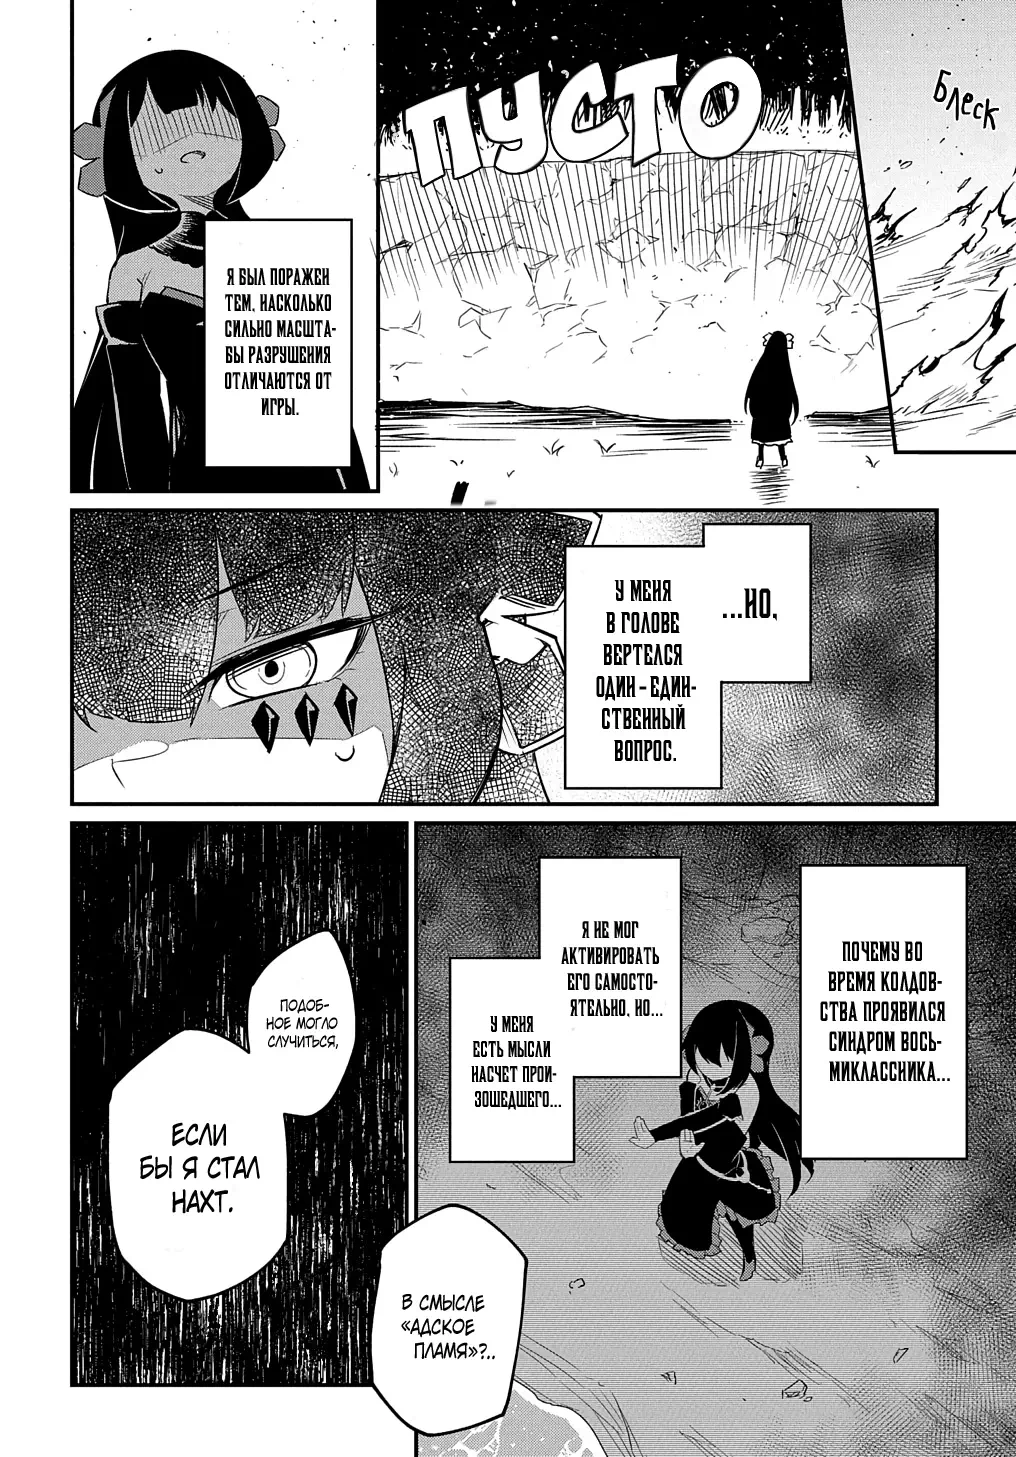 Блеск
ПУСТО
Я БЫЛ ПОРАЖЕН
ТЕМ, НАСКОЛЬКО
СИЛЬНО МАСШТА-
БЫ РАЗРУШЕНИЯ
ОТЛИЧАЮТСЯ ОТ
ИГРЫ.
...НО,
У МЕНЯ
В ГОЛОВЕ
ВЕРТЕЛСЯ
ОДИН-ЕДИН-
СТВЕННЫЙ
ВОПРОС.
ПОЧЕМУ ВО
ВРЕМЯ КОЛДОВ-
СТВА ПРОЯВИЛСЯ
СИНДРОМ ВОСЬ-
МИКЛАССНИКА...
Я НЕ МОГ
АКТИВИРОВАТЬ
ЕГО САМОСТО-
ЯТЕЛЬНО, НО...
У МЕНЯ
ЕСТЬ МЫСЛИ
НАСЧЕТ ПРОИ-
ЗОШЕДШЕГО...
В СМЫСЛЕ
«АДСКОЕ
ПЛАМЯ»?..
ПОДОБ-
НОЕ МОГЛО
СЛУЧИТЬСЯ,
ЕСЛИ
БЫ Я СТАЛ
НАХТ.